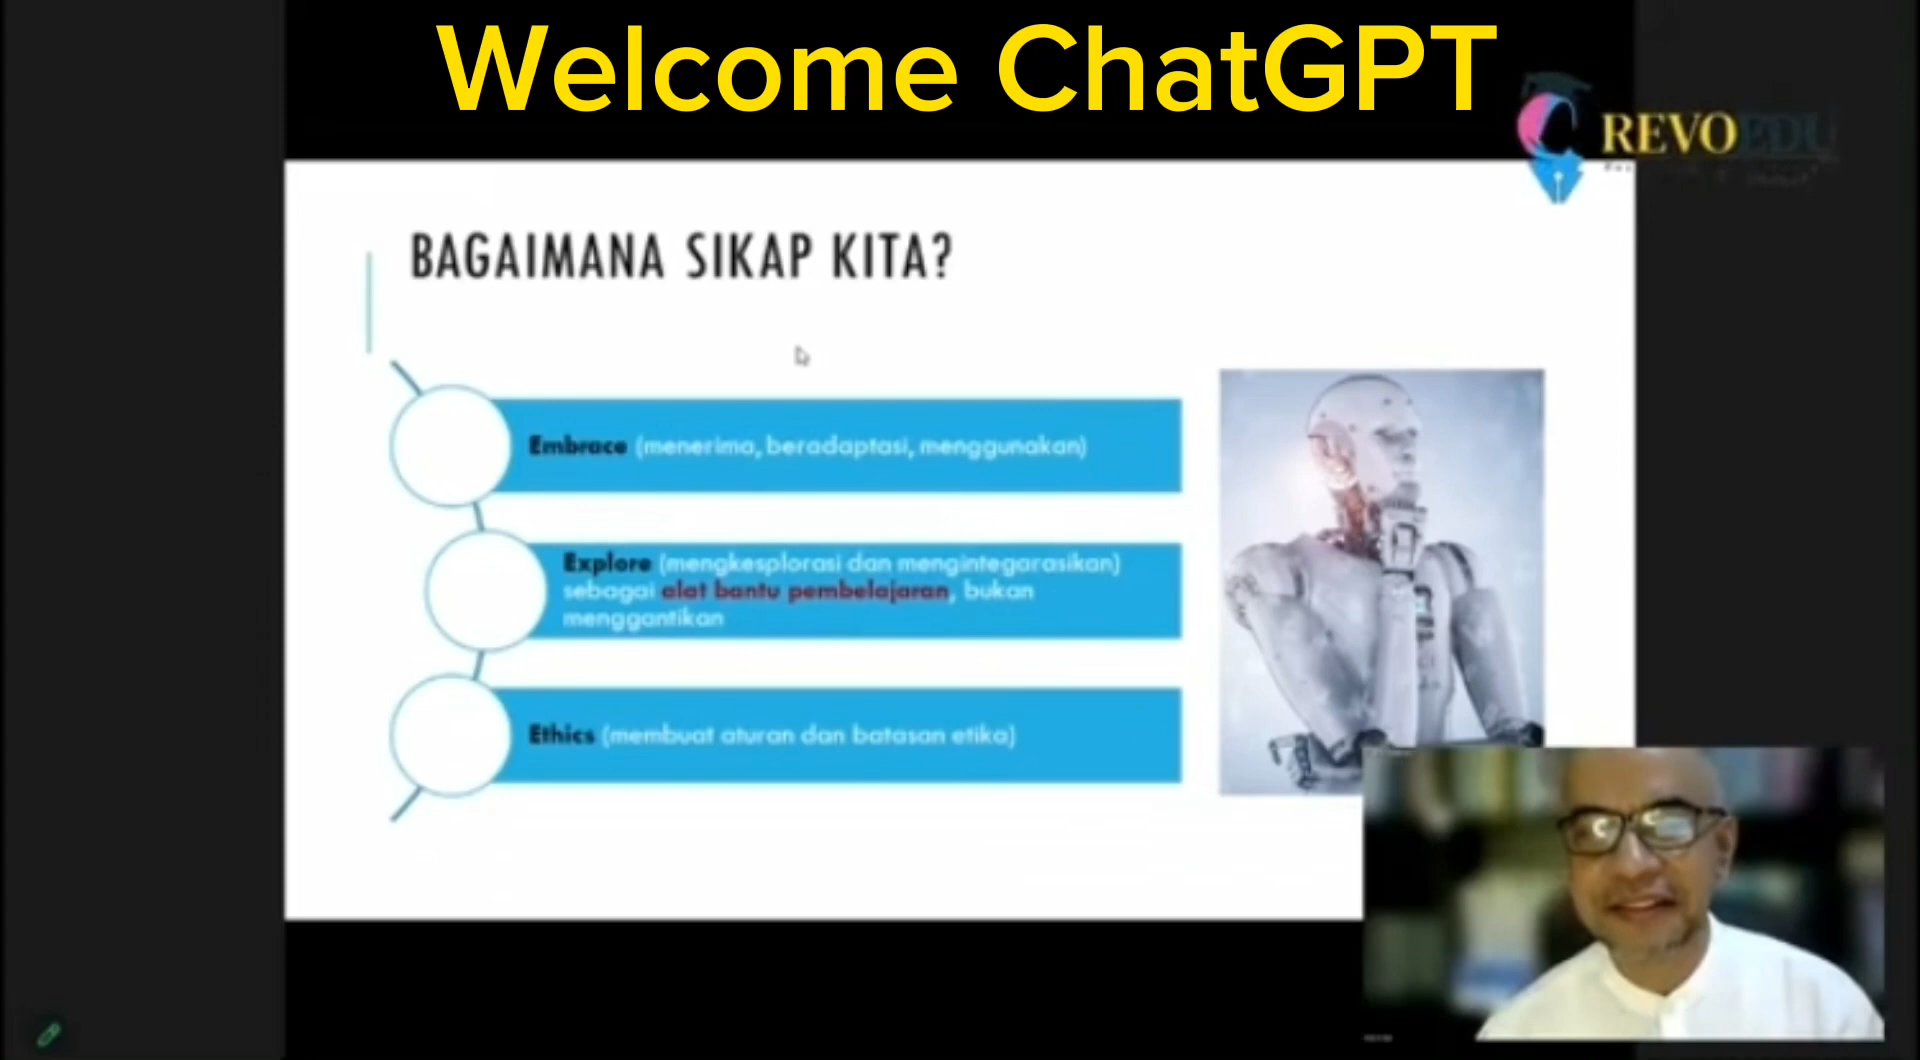 Welcome ChatGPT
REVOEDU
BAGAIMANA SIKAP KITA?
Embrace (menerima, beradaptasi, menggunakan)
Explore (mengkesplorasi dan mengintegarasikan)
sebagai alat bantu pembelajaran, bukan
menggantikan
Ethics (membuat aturan dan batasan etika)